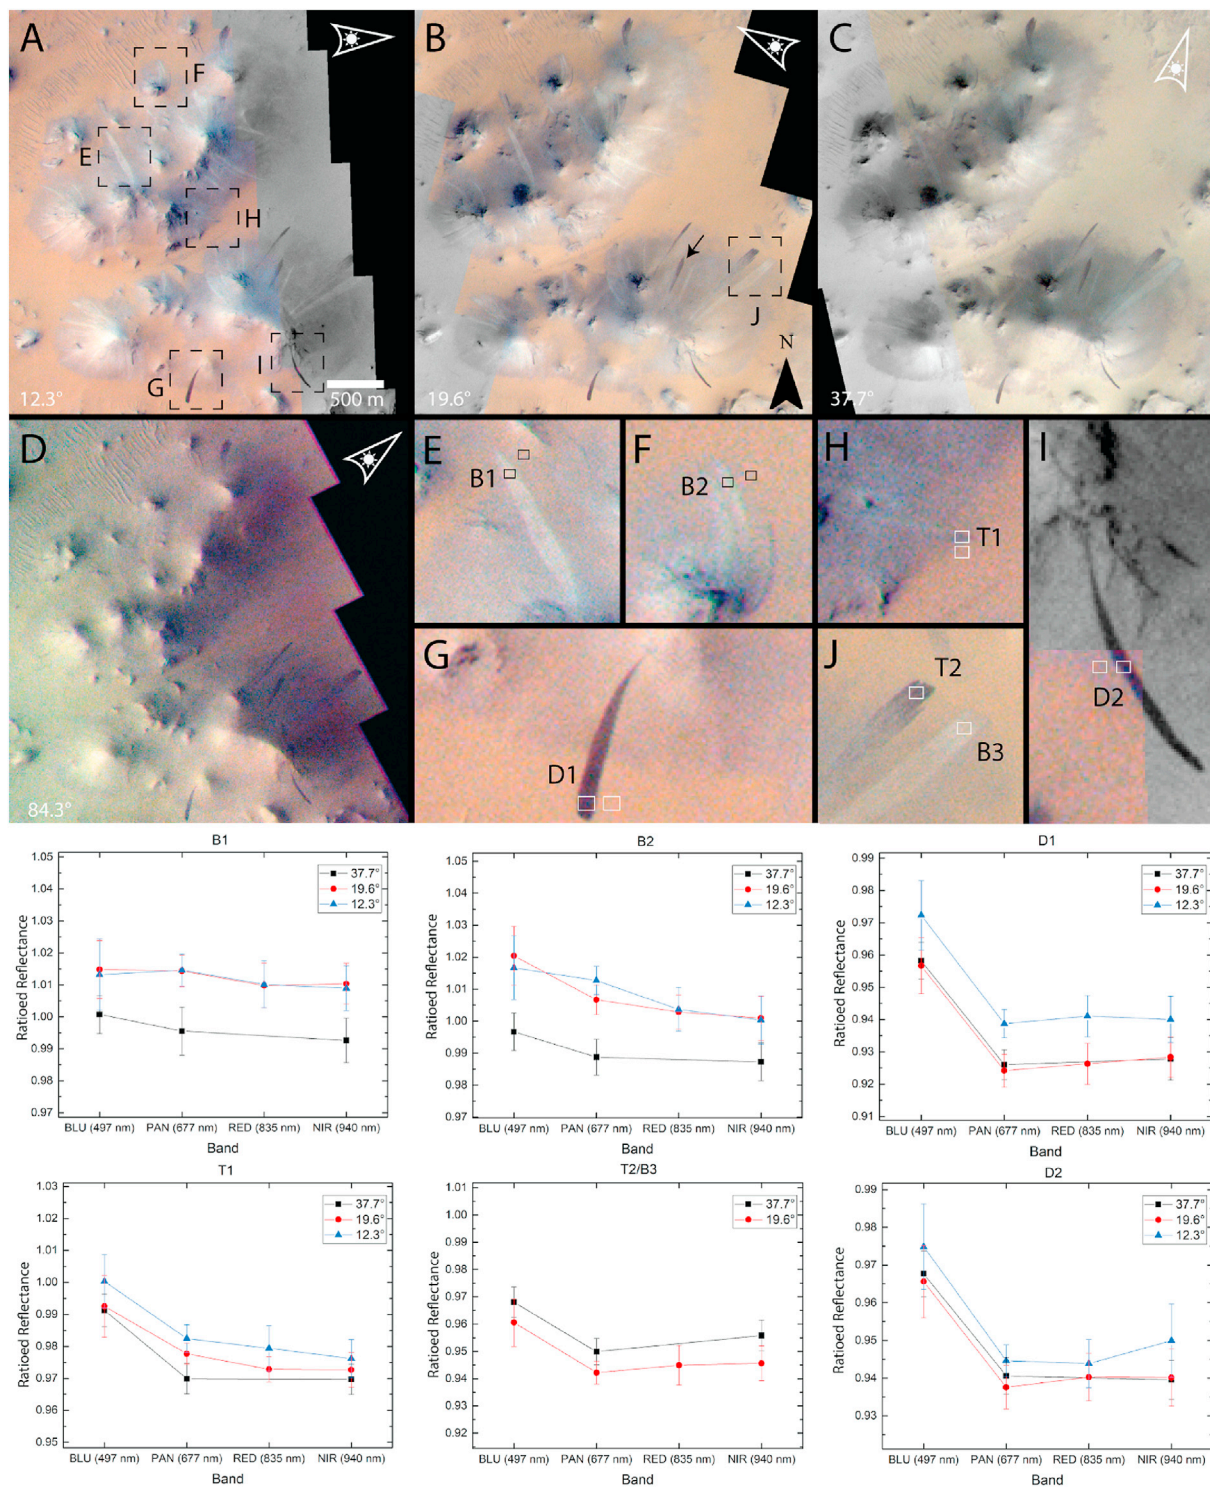 A
F
E
H
I
G
12.3°
500 m
B
J
N
19.6°
C
37.7°
D
84.3°
E
B1
F
B2
H
T1
I
D2
G
D1
J
T2
B3
B1
1.05
1.04
1.03
1.02
1.01
1.00
0.99
0.98
0.97
Ratioed Reflectance
37.7°
19.6°
12.3°
BLU (497 nm) PAN (677 nm) RED (835 nm) NIR (940 nm)
Band
B2
1.05
1.04
1.03
1.02
1.01
1.00
0.99
0.98
0.97
Ratioed Reflectance
37.7°
19.6°
12.3°
BLU (497 nm) PAN (677 nm) RED (835 nm) NIR (940 nm)
Band
D1
0.99
0.98
0.97
0.96
0.95
0.94
0.93
0.92
0.91
Ratioed Reflectance
37.7°
19.6°
12.3°
BLU (497 nm) PAN (677 nm) RED (835 nm) NIR (940 nm)
Band
T1
1.03
1.02
1.01
1.00
0.99
0.98
0.97
0.96
0.95
Ratioed Reflectance
37.7°
19.6°
12.3°
BLU (497 nm) PAN (677 nm) RED (835 nm) NIR (940 nm)
Band
T2/B3
1.01
1.00
0.99
0.98
0.97
0.96
0.95
0.94
0.93
0.92
Ratioed Reflectance
37.7°
19.6°
BLU (497 nm) PAN (677 nm) RED (835 nm) NIR (940 nm)
Band
D2
0.99
0.98
0.97
0.96
0.95
0.94
0.93
Ratioed Reflectance
37.7°
19.6°
12.3°
BLU (497 nm) PAN (677 nm) RED (835 nm) NIR (940 nm)
Band